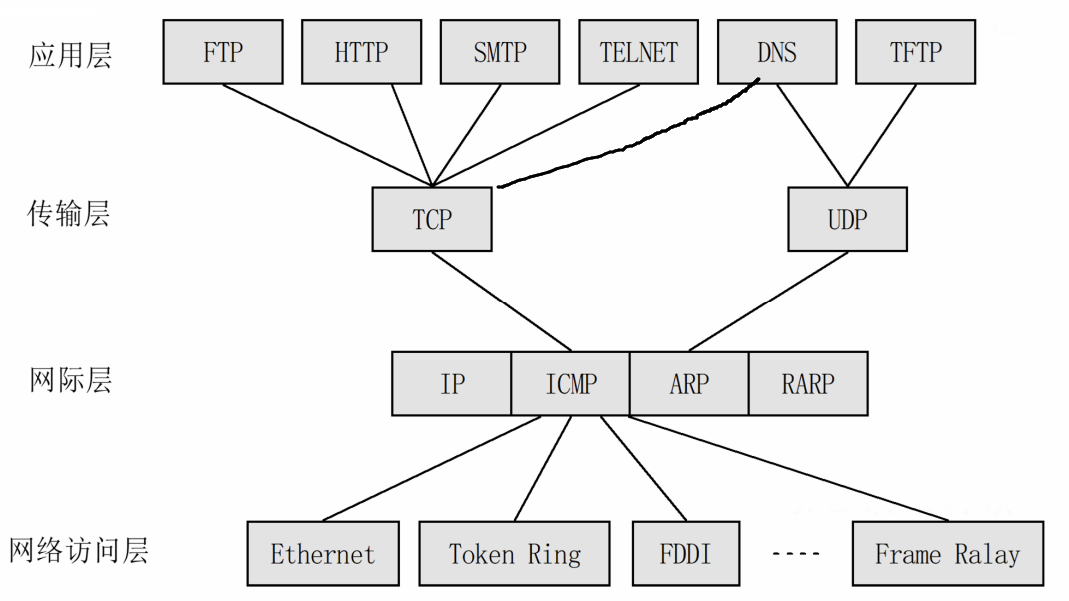 应用层 FTP HTTP SMTP TELNET DNS TFTP
传输层 TCP UDP
网际层 IP ICMP ARP RARP
网络访问层 Ethernet Token Ring FDDI ---- Frame Ralay